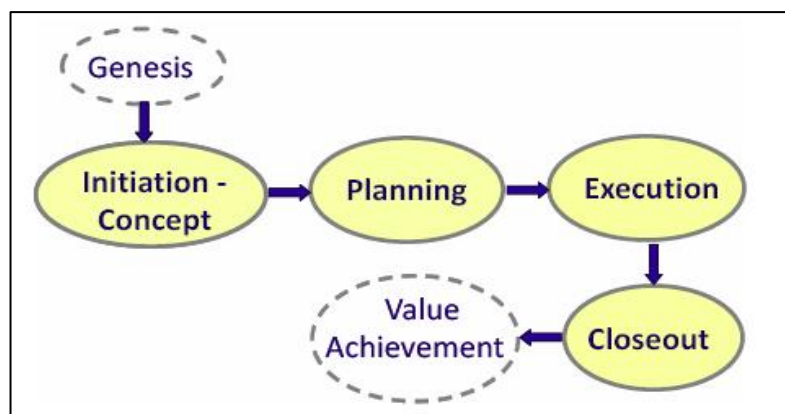 Genesis
Initiation -
Concept
Planning
Execution
Value
Achievement
Closeout